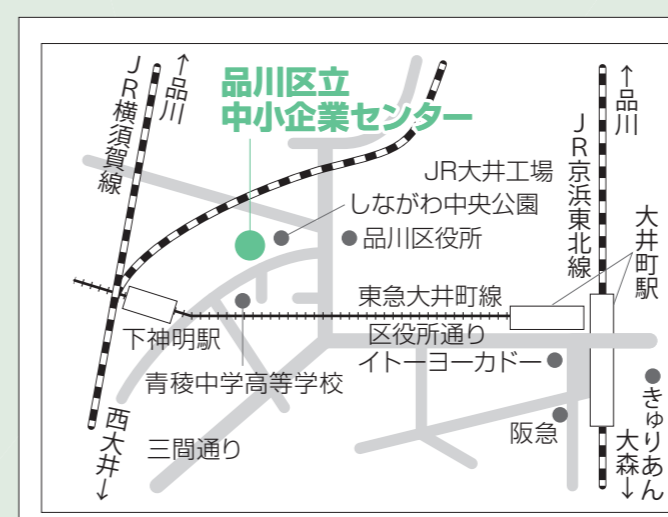 ↑品川
JR横須賀線
品川区立
中小企業センター
↑品川
JR京浜東北線
JR大井工場
しながわ中央公園
品川区役所
大井町駅
東急大井町線
区役所通り
下神明駅
イトーヨーカドー
青稜中学高等学校
きゅりあん
西大井↓
三間通り
阪急
大森↓